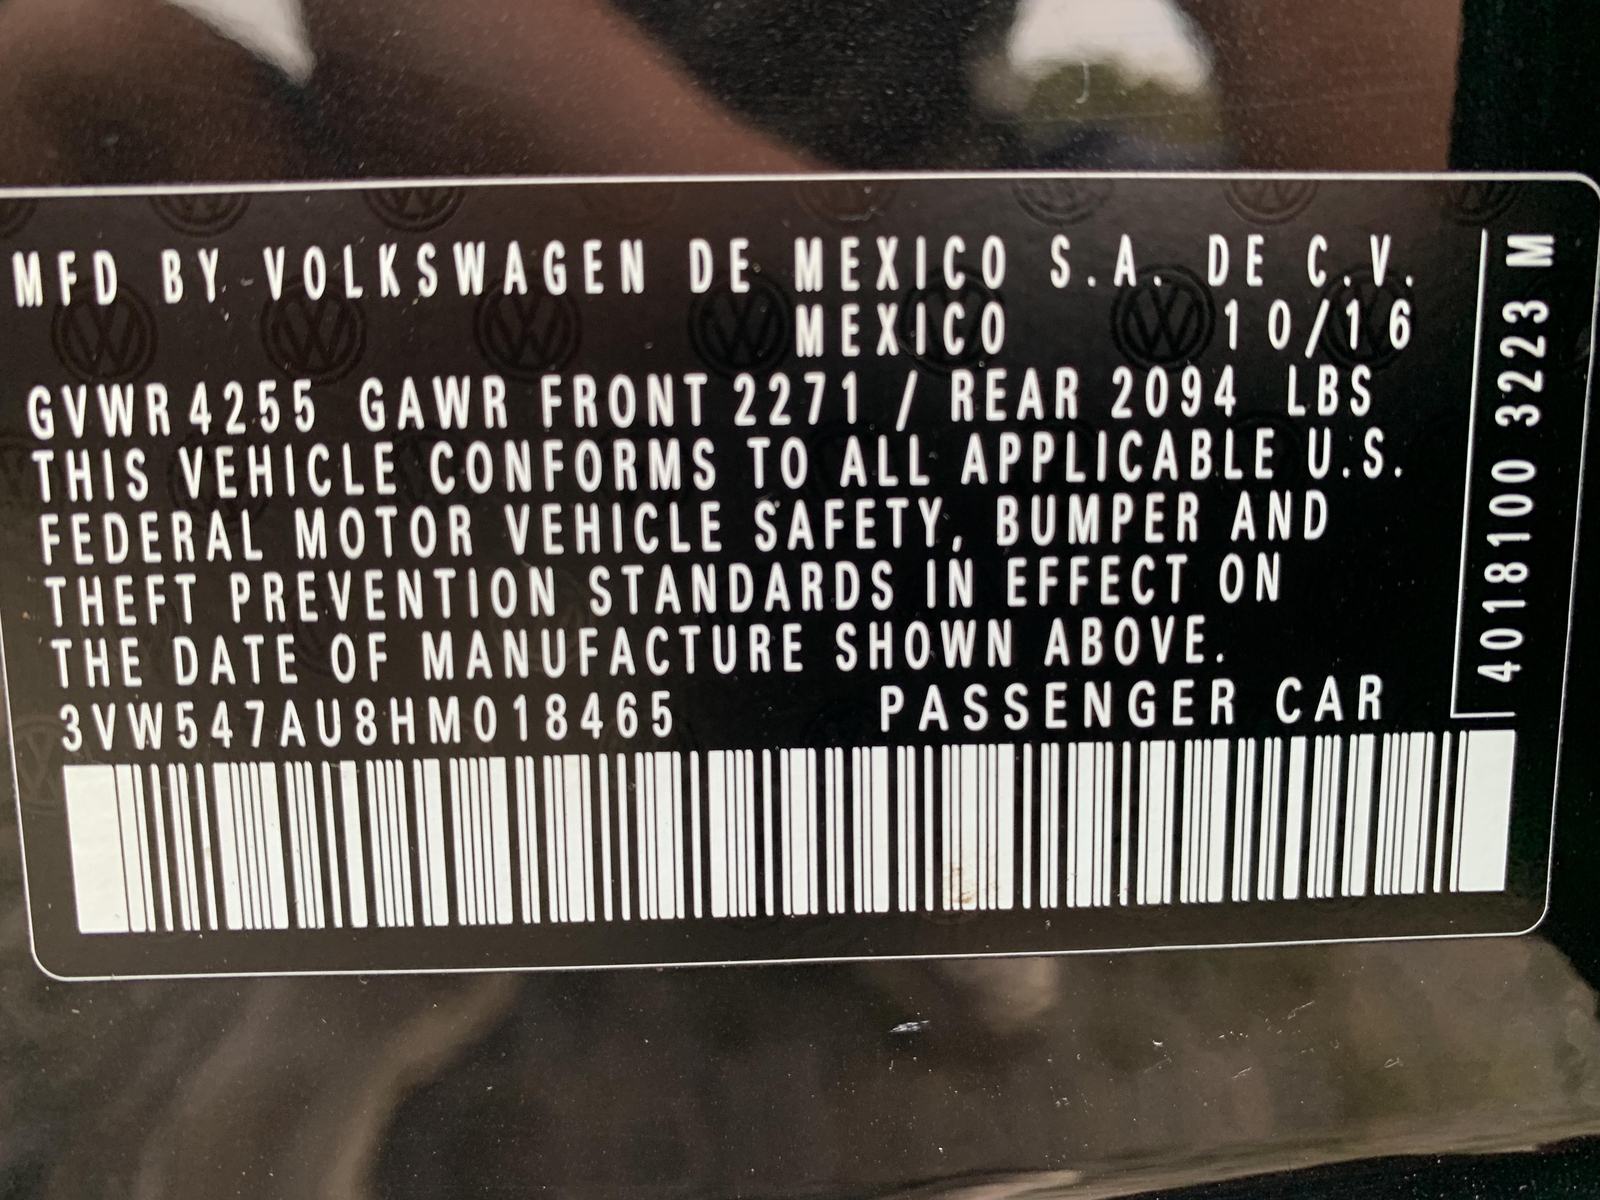 MFD BY VOLKSWAGEN DE MEXICO S.A. DE C.V.
MEXICO 10/16
GVWR 4255 GAWR FRONT 2271 / REAR 2094 LBS
THIS VEHICLE CONFORMS TO ALL APPLICABLE U.S.
FEDERAL MOTOR VEHICLE SAFETY, BUMPER AND
THEFT PREVENTION STANDARDS IN EFFECT ON
THE DATE OF MANUFACTURE SHOWN ABOVE.
3VW547AU8HM018465 PASSENGER CAR
4018100 3223 M